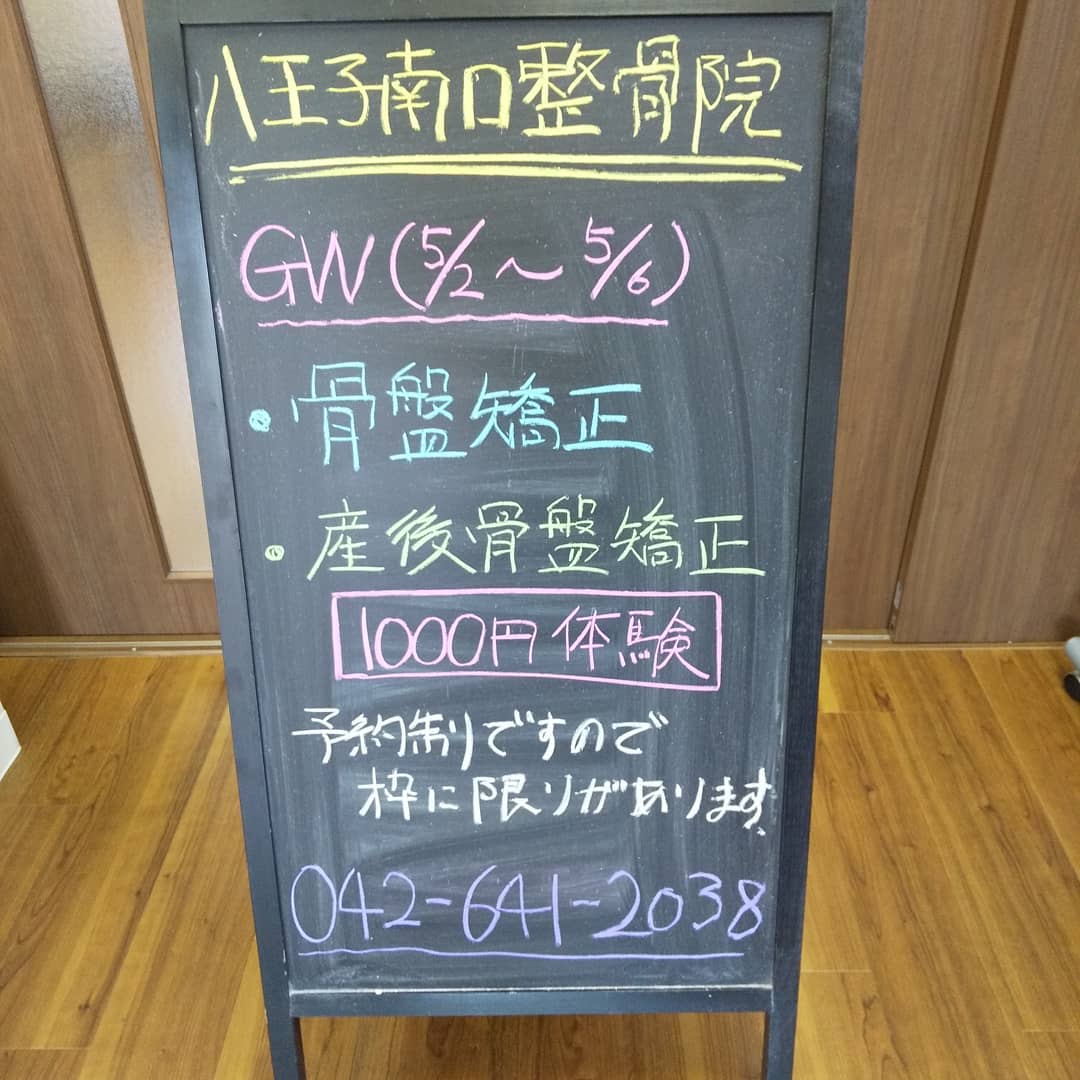 八王子南口整骨院
GW(5/2～5/6)
・骨盤矯正
・産後骨盤矯正
1000円体験
予約制りですので
枠に限りがあります。
042-641-2038